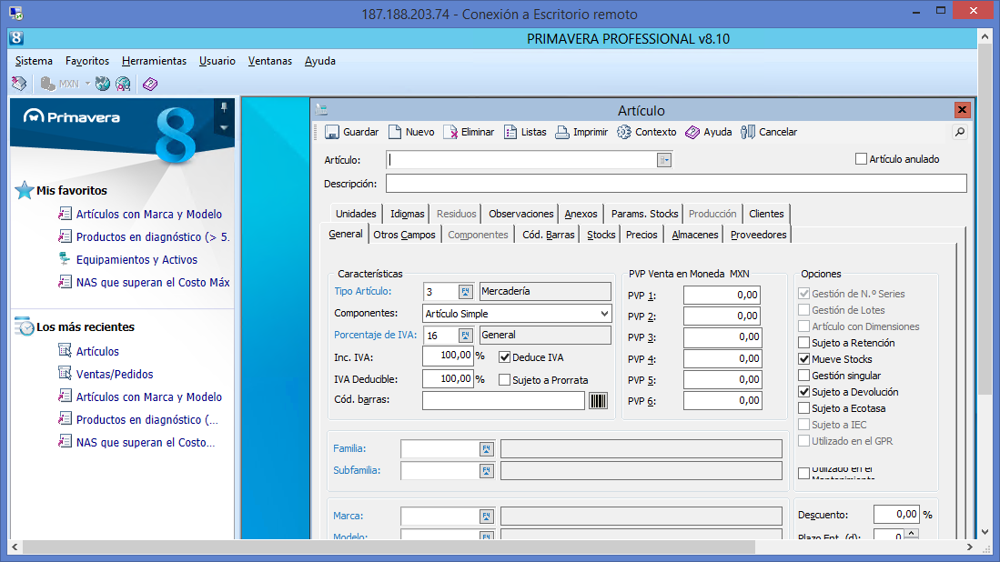 187.188.203.74 - Conexión a Escritorio remoto
8 PRIMAVERA PROFESSIONAL v8.10
Sistema Favoritos Herramientas Usuario Ventanas Ayuda
MXN
Primavera
8
Mis favoritos
Artículos con Marca y Modelo
Productos en diagnóstico (> 5.
Equipamientos y Activos
NAS que superan el Costo Máx
Los más recientes
Artículos
Ventas/Pedidos
Artículos con Marca y Modelo
Productos en diagnóstico (...
NAS que superan el Costo...
Artículo
Guardar Nuevo Eliminar Listas Imprimir Contexto Ayuda Cancelar
Artículo: Artículo anulado
Descripción:
Unidades Idiomas Residuos Observaciones Anexos Params. Stocks Producción Clientes
General Otros Campos Componentes Cód. Barras Stocks Precios Almacenes Proveedores
Características
Tipo Artículo: 3 F4 Mercadería
Componentes: Artículo Simple
Porcentaje de IVA: 16 F4 General
Inc. IVA: 100,00 % Deduce IVA
IVA Deducible: 100,00 % Sujeto a Prorrata
Cód. barras:
PVP Venta en Moneda MXN
PVP 1: 0,00
PVP 2: 0,00
PVP 3: 0,00
PVP 4: 0,00
PVP 5: 0,00
PVP 6: 0,00
Opciones
Gestión de N.º Series
Gestión de Lotes
Artículo con Dimensiones
Sujeto a Retención
Mueve Stocks
Gestión singular
Sujeto a Devolución
Sujeto a Ecotasa
Sujeto a IEC
Utilizado en el GPR
Utilizado en el
Mantenimiento
Familia: F4
Subfamilia: F4
Marca: F4
Modelo: F4
Descuento: 0,00 %
Plazo Ent. (d): 0